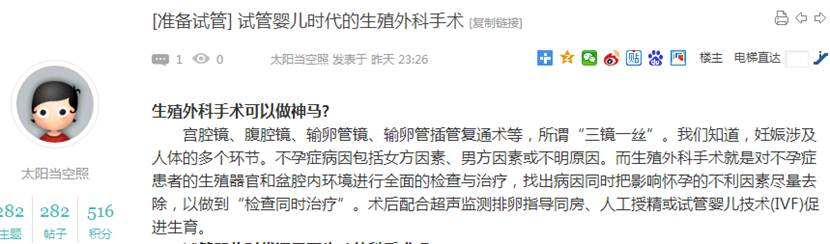 [准备试管] 试管婴儿时代的生殖外科手术 [复制链接]
1 0 太阳当空照 发表于 昨天 23:26 楼主 电梯直达
生殖外科手术可以做神马?
宫腔镜、腹腔镜、输卵管镜、输卵管插管复通术等，所谓“三镜一丝”。我们知道，妊娠涉及
人体的多个环节。不孕症病因包括女方因素、男方因素或不明原因。而生殖外科手术就是对不孕症
患者的生殖器官和盆腔内环境进行全面的检查与治疗，找出病因同时把影响怀孕的不利因素尽量去
除，以做到“检查同时治疗”。术后配合超声监测排卵指导同房、人工授精或试管婴儿技术(IVF)促
进生育。
太阳当空照
282 282 516
主题 帖子 积分